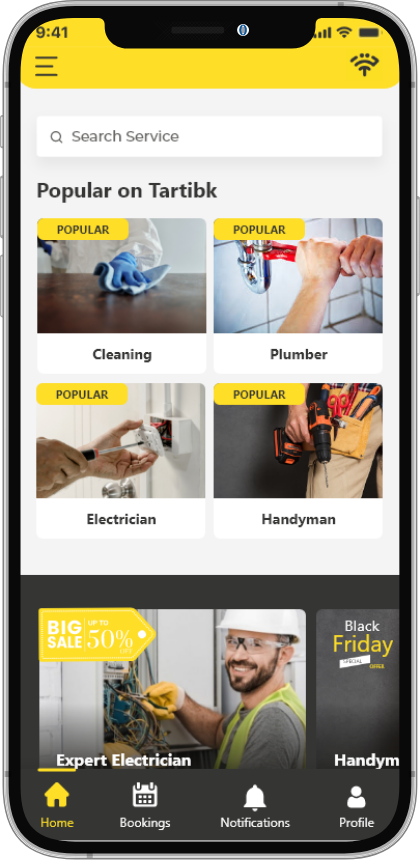 9:41
Search Service
Popular on Tartibk
POPULAR
POPULAR
Cleaning
Plumber
POPULAR
POPULAR
Electrician
Handyman
BIG
SALE
UP TO
50%
OFF
Black
Friday
SPECIAL
OFFER
Expert Electrician
Handym
Home
Bookings
Notifications
Profile